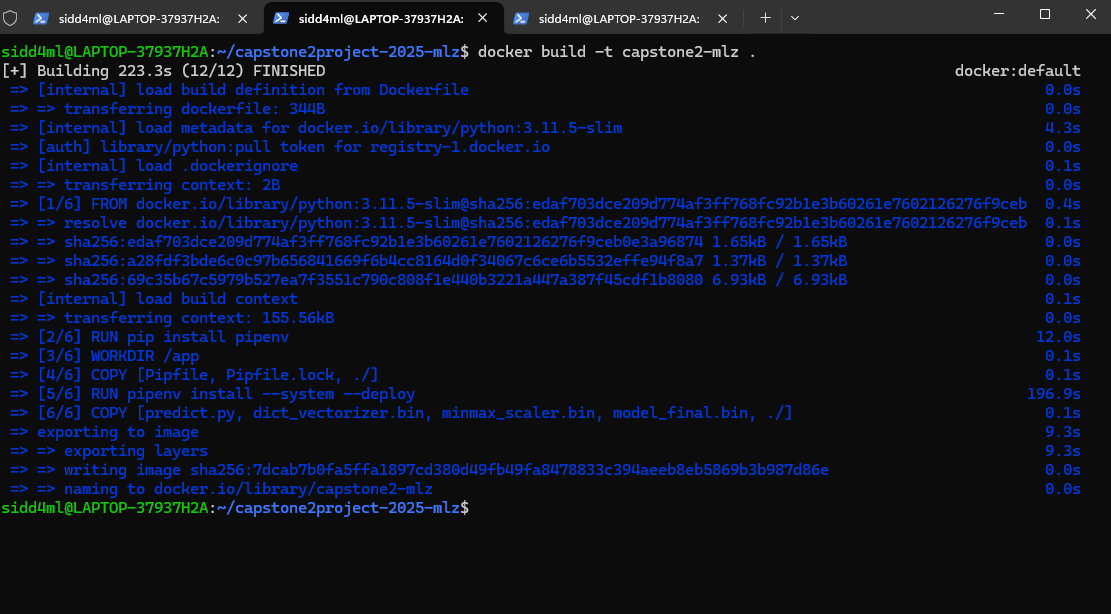 sidd4ml@LAPTOP-37937H2A: sidd4ml@LAPTOP-37937H2A: sidd4ml@LAPTOP-37937H2A:
sidd4ml@LAPTOP-37937H2A:~/capstone2project-2025-mlz$ docker build -t capstone2-mlz .
[+] Building 223.3s (12/12) FINISHED docker:default
=> [internal] load build definition from Dockerfile 0.0s
=> => transferring dockerfile: 344B 0.0s
=> [internal] load metadata for docker.io/library/python:3.11.5-slim 4.3s
=> [auth] library/python:pull token for registry-1.docker.io 0.0s
=> [internal] load .dockerignore 0.1s
=> => transferring context: 2B 0.0s
=> [1/6] FROM docker.io/library/python:3.11.5-slim@sha256:edaf703dce209d774af3ff768fc92b1e3b60261e7602126276f9ceb 0.4s
=> => resolve docker.io/library/python:3.11.5-slim@sha256:edaf703dce209d774af3ff768fc92b1e3b60261e7602126276f9ceb 0.1s
=> => sha256:edaf703dce209d774af3ff768fc92b1e3b60261e7602126276f9ceb0e3a96874 1.65kB / 1.65kB 0.0s
=> => sha256:a28fdf3bde6c0c97b656841669f6b4cc8164d0f34067c6ce6b5532effe94f8a7 1.37kB / 1.37kB 0.0s
=> => sha256:69c35b67c5979b527ea7f3551c790c808f1e440b3221a447a387f45cdf1b8080 6.93kB / 6.93kB 0.0s
=> [internal] load build context 0.1s
=> => transferring context: 155.56kB 0.0s
=> [2/6] RUN pip install pipenv 12.0s
=> [3/6] WORKDIR /app 0.1s
=> [4/6] COPY [Pipfile, Pipfile.lock, ./] 0.1s
=> [5/6] RUN pipenv install --system --deploy 196.9s
=> [6/6] COPY [predict.py, dict_vectorizer.bin, minmax_scaler.bin, model_final.bin, ./] 0.1s
=> exporting to image 9.3s
=> => exporting layers 9.3s
=> => writing image sha256:7dcab7b0fa5ffa1897cd380d49fb49fa8478833c394aeeb8eb5869b3b987d86e 0.0s
=> => naming to docker.io/library/capstone2-mlz 0.0s
sidd4ml@LAPTOP-37937H2A:~/capstone2project-2025-mlz$